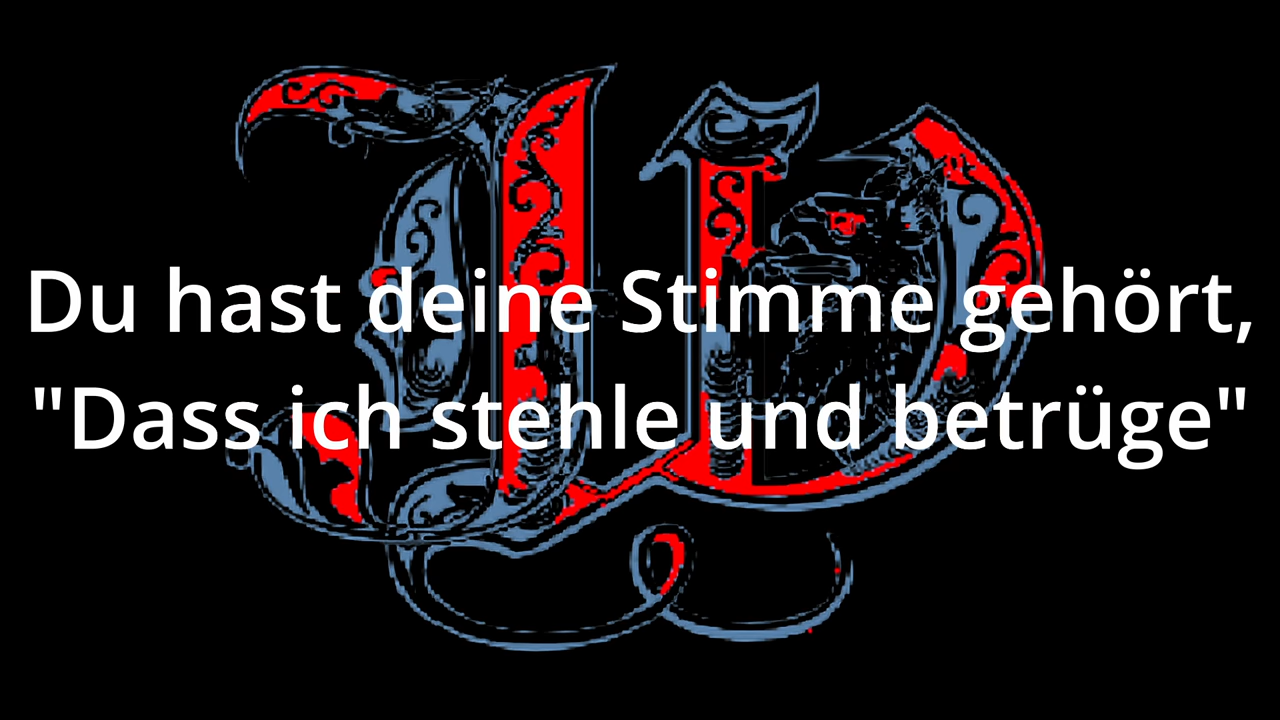 Du hast deine Stimme gehört,
"Dass ich stehle und betrüge"